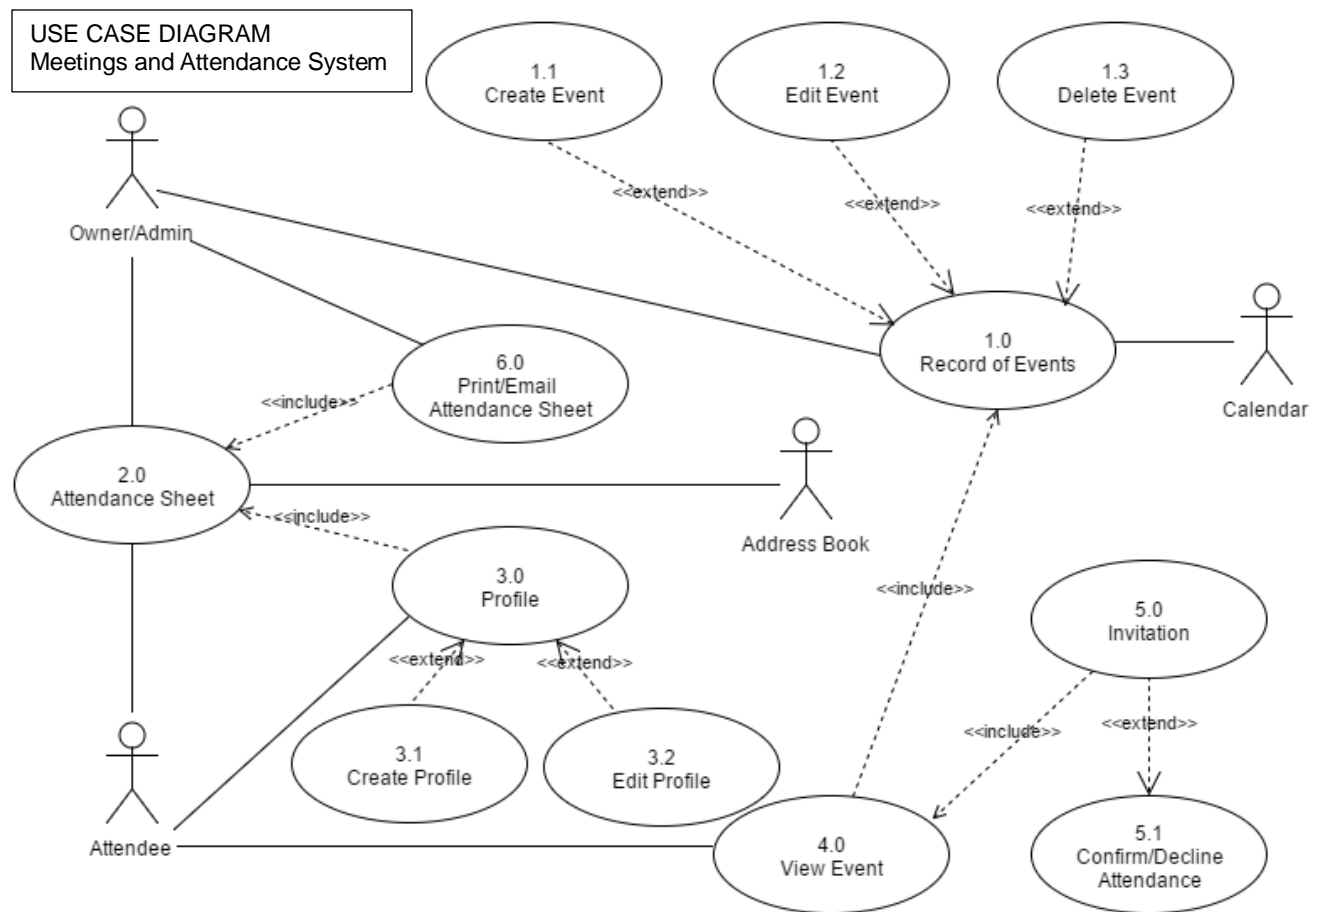 USE CASE DIAGRAM
Meetings and Attendance System
1.1
Create Event
1.2
Edit Event
1.3
Delete Event
<<extend>>
<<extend>>
<<extend>>
Owner/Admin
1.0
Record of Events
Calendar
6.0
Print/Email
Attendance Sheet
<<include>>
2.0
Attendance Sheet
Address Book
<<include>>
3.0
Profile
<<include>>
5.0
Invitation
<<extend>>
<<extend>>
3.1
Create Profile
3.2
Edit Profile
<<include>>
<<extend>>
Attendee
4.0
View Event
5.1
Confirm/Decline
Attendance